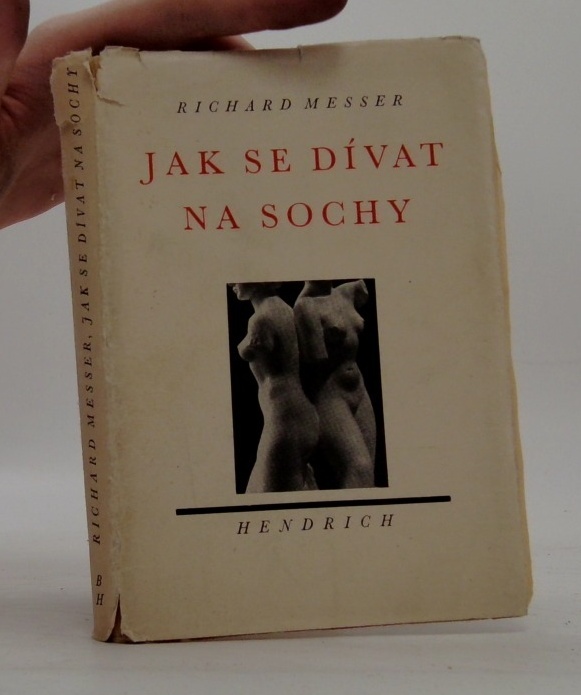 RICHARD MESSER
JAK SE DÍVAT
NA SOCHY
HENDRICH
RICHARD MESSER, JAK SE DÍVAT NA SOCHY
B
H